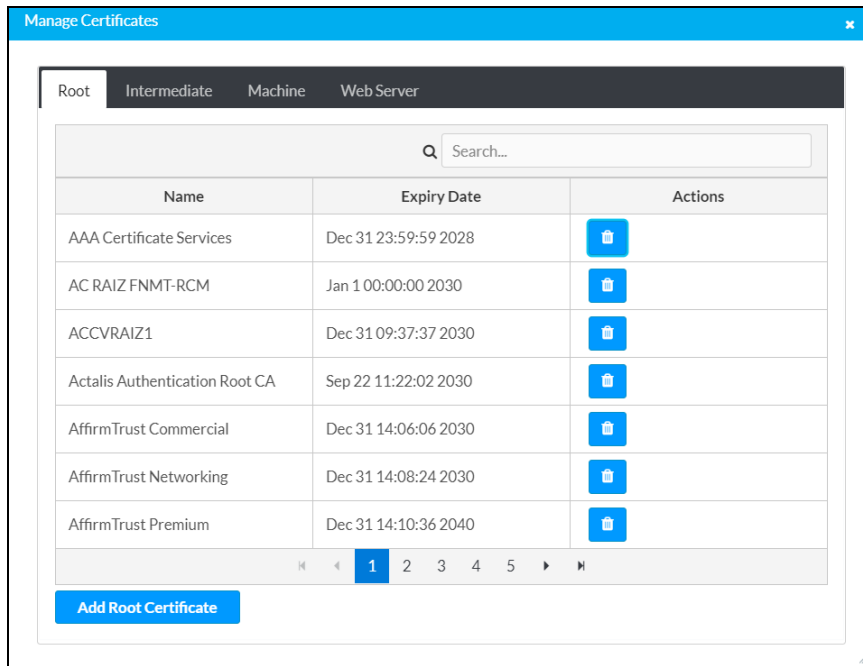 Manage Certificates
Root Intermediate Machine Web Server
Search...
Name Expiry Date Actions
AAA Certificate Services Dec 31 23:59:59 2028
AC RAIZ FNMT-RCM Jan 1 00:00:00 2030
ACCVRAIZ1 Dec 31 09:37:37 2030
Actalis Authentication Root CA Sep 22 11:22:02 2030
AffirmTrust Commercial Dec 31 14:06:06 2030
AffirmTrust Networking Dec 31 14:08:24 2030
AffirmTrust Premium Dec 31 14:10:36 2040
1 2 3 4 5
Add Root Certificate